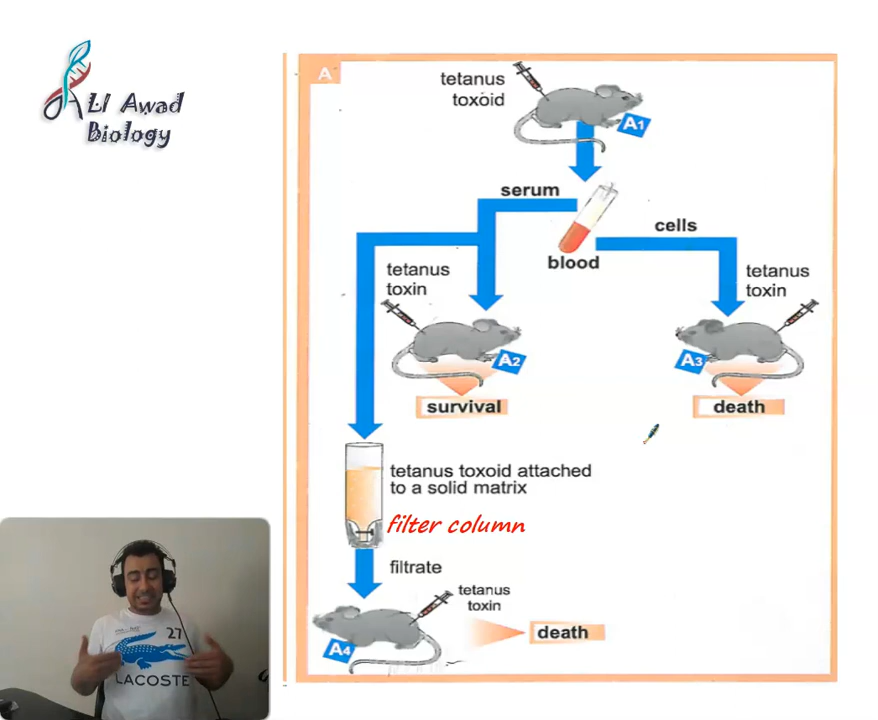 ALI Awad
Biology
A
tetanus
toxoid
A1
serum
cells
blood
tetanus
toxin
tetanus
toxin
A2
A3
survival
death
tetanus toxoid attached
to a solid matrix
filter column
filtrate
tetanus
toxin
A4
death
27
LACOSTE